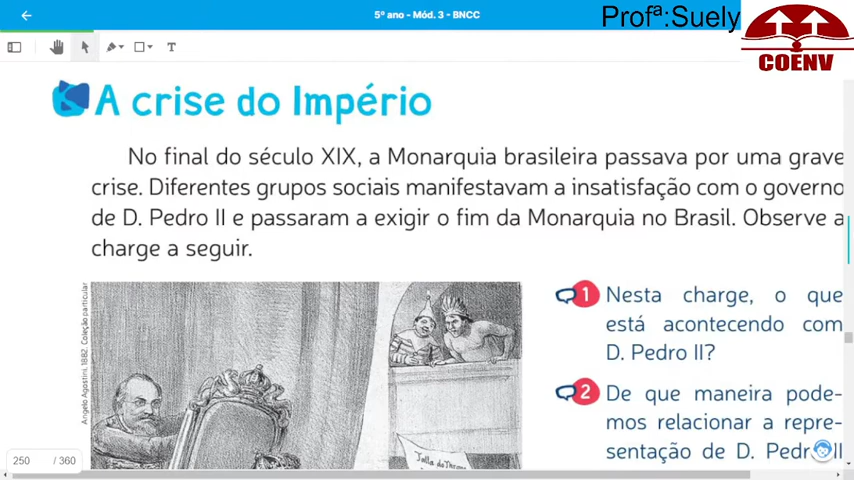 5º ano - Mód. 3 - BNCC
Profª:Suely
COENV
T
A crise do Império
No final do século XIX, a Monarquia brasileira passava por uma grave
crise. Diferentes grupos sociais manifestavam a insatisfação com o governo
de D. Pedro II e passaram a exigir o fim da Monarquia no Brasil. Observe a
charge a seguir.
Angelo Agostini. 1882. Coleção particular
Falla do Throno
1 Nesta charge, o que
está acontecendo com
D. Pedro II?
2 De que maneira pode-
mos relacionar a repre-
sentação de D. Pedro II
250 / 360